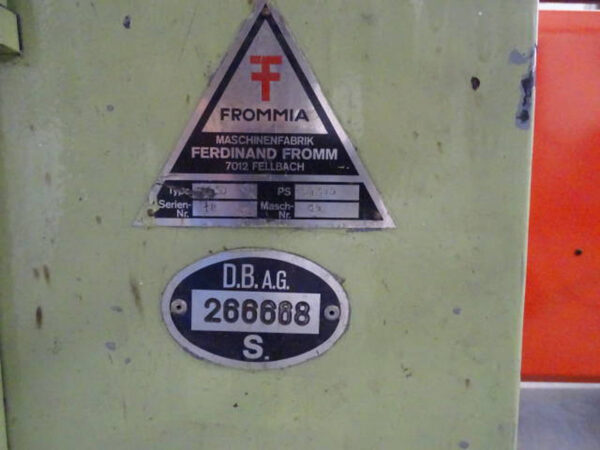 FROMMIA
MASCHINENFABRIK
FERDINAND FROMM
7012 FELLBACH
Type PS
Serien-Nr. Masch-Nr.
D.B. A.G.
266668
S.